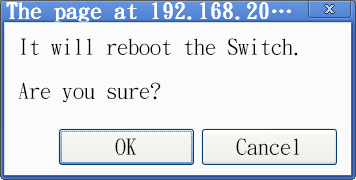 The page at 192.168.20…
It will reboot the Switch.
Are you sure?
OK
Cancel